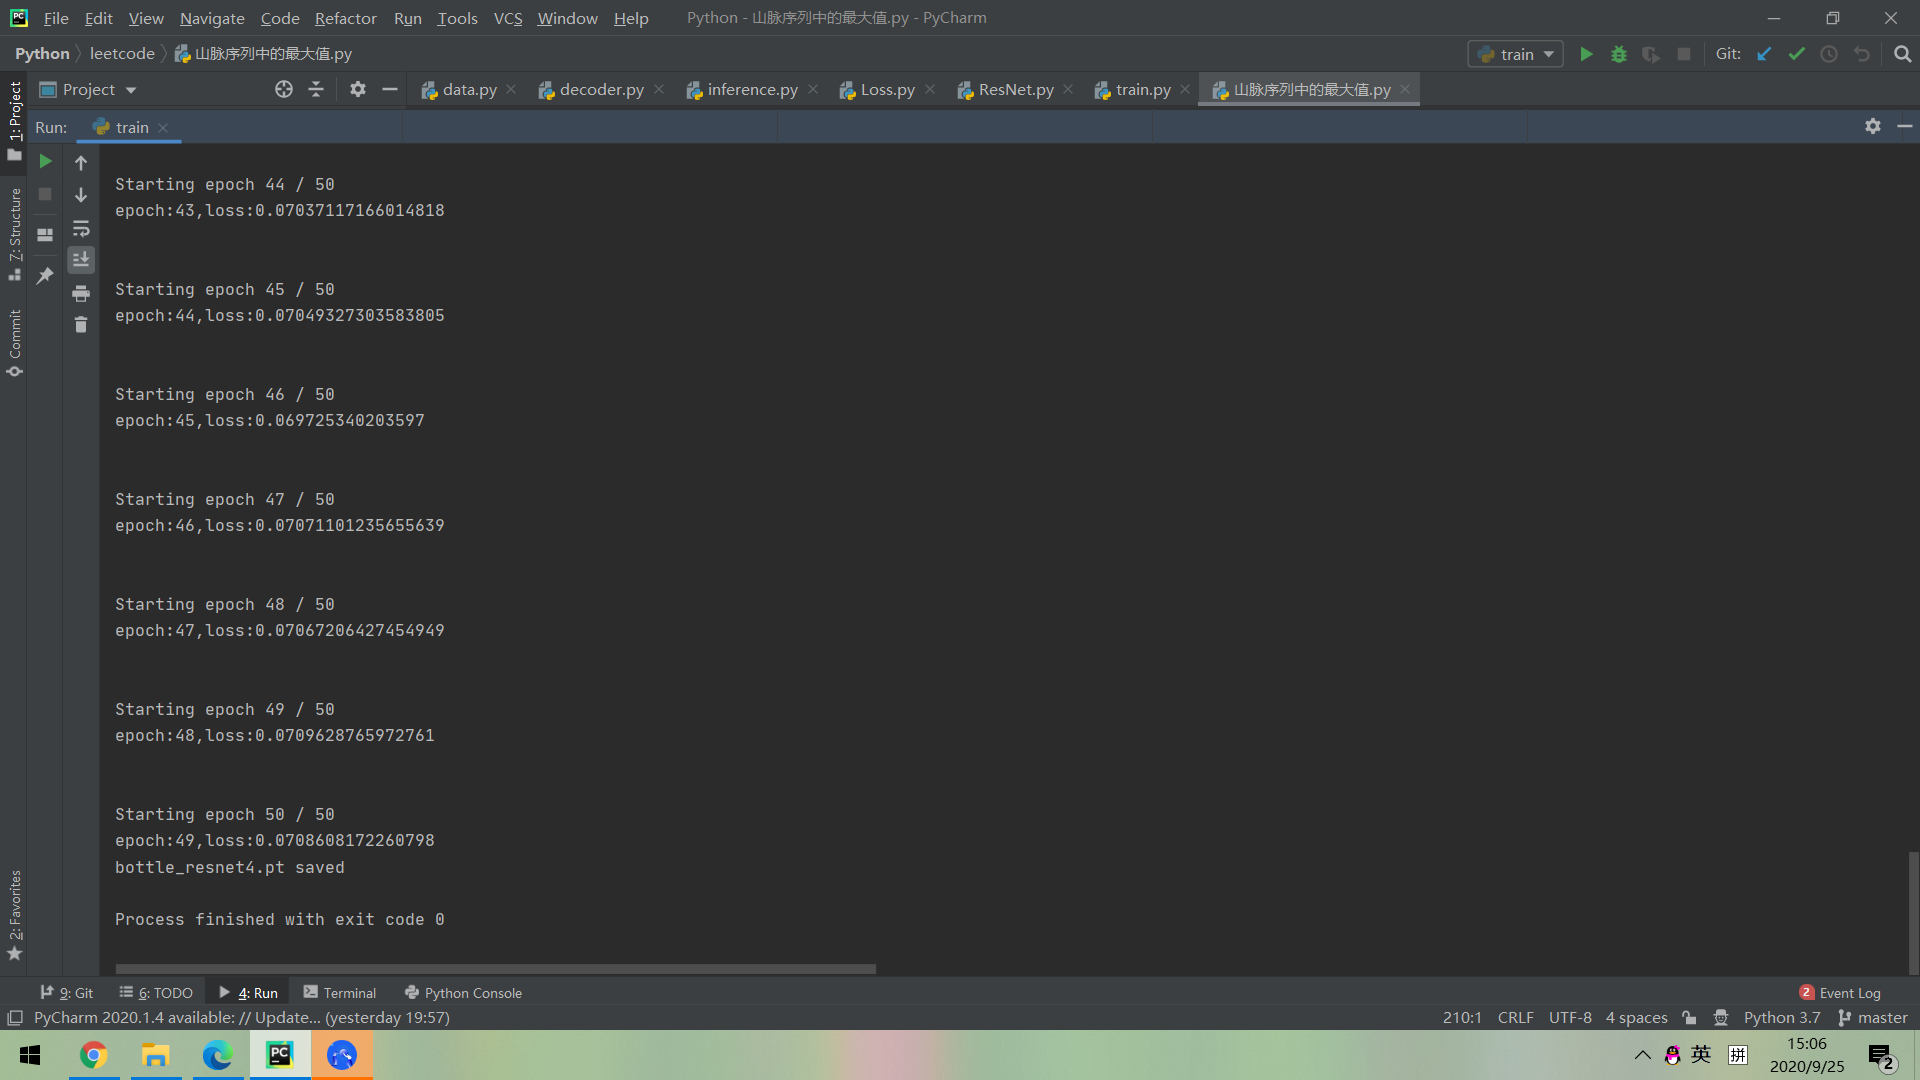 File Edit View Navigate Code Refactor Run Tools VCS Window Help Python - 山脉序列中的最大值.py - PyCharm
Python leetcode 山脉序列中的最大值.py train Git:
Project data.py decoder.py inference.py Loss.py ResNet.py train.py 山脉序列中的最大值.py
Run: train
1: Project
7: Structure
Commit
2: Favorites
Starting epoch 44 / 50
epoch:43,loss:0.07037117166014818
Starting epoch 45 / 50
epoch:44,loss:0.07049327303583805
Starting epoch 46 / 50
epoch:45,loss:0.069725340203597
Starting epoch 47 / 50
epoch:46,loss:0.07071101235655639
Starting epoch 48 / 50
epoch:47,loss:0.07067206427454949
Starting epoch 49 / 50
epoch:48,loss:0.0709628765972761
Starting epoch 50 / 50
epoch:49,loss:0.0708608172260798
bottle_resnet4.pt saved
Process finished with exit code 0
9: Git 6: TODO 4: Run Terminal Python Console 2 Event Log
PyCharm 2020.1.4 available: // Update... (yesterday 19:57) 210:1 CRLF UTF-8 4 spaces Python 3.7 master
PC 英 拼 15:06 2
2020/9/25